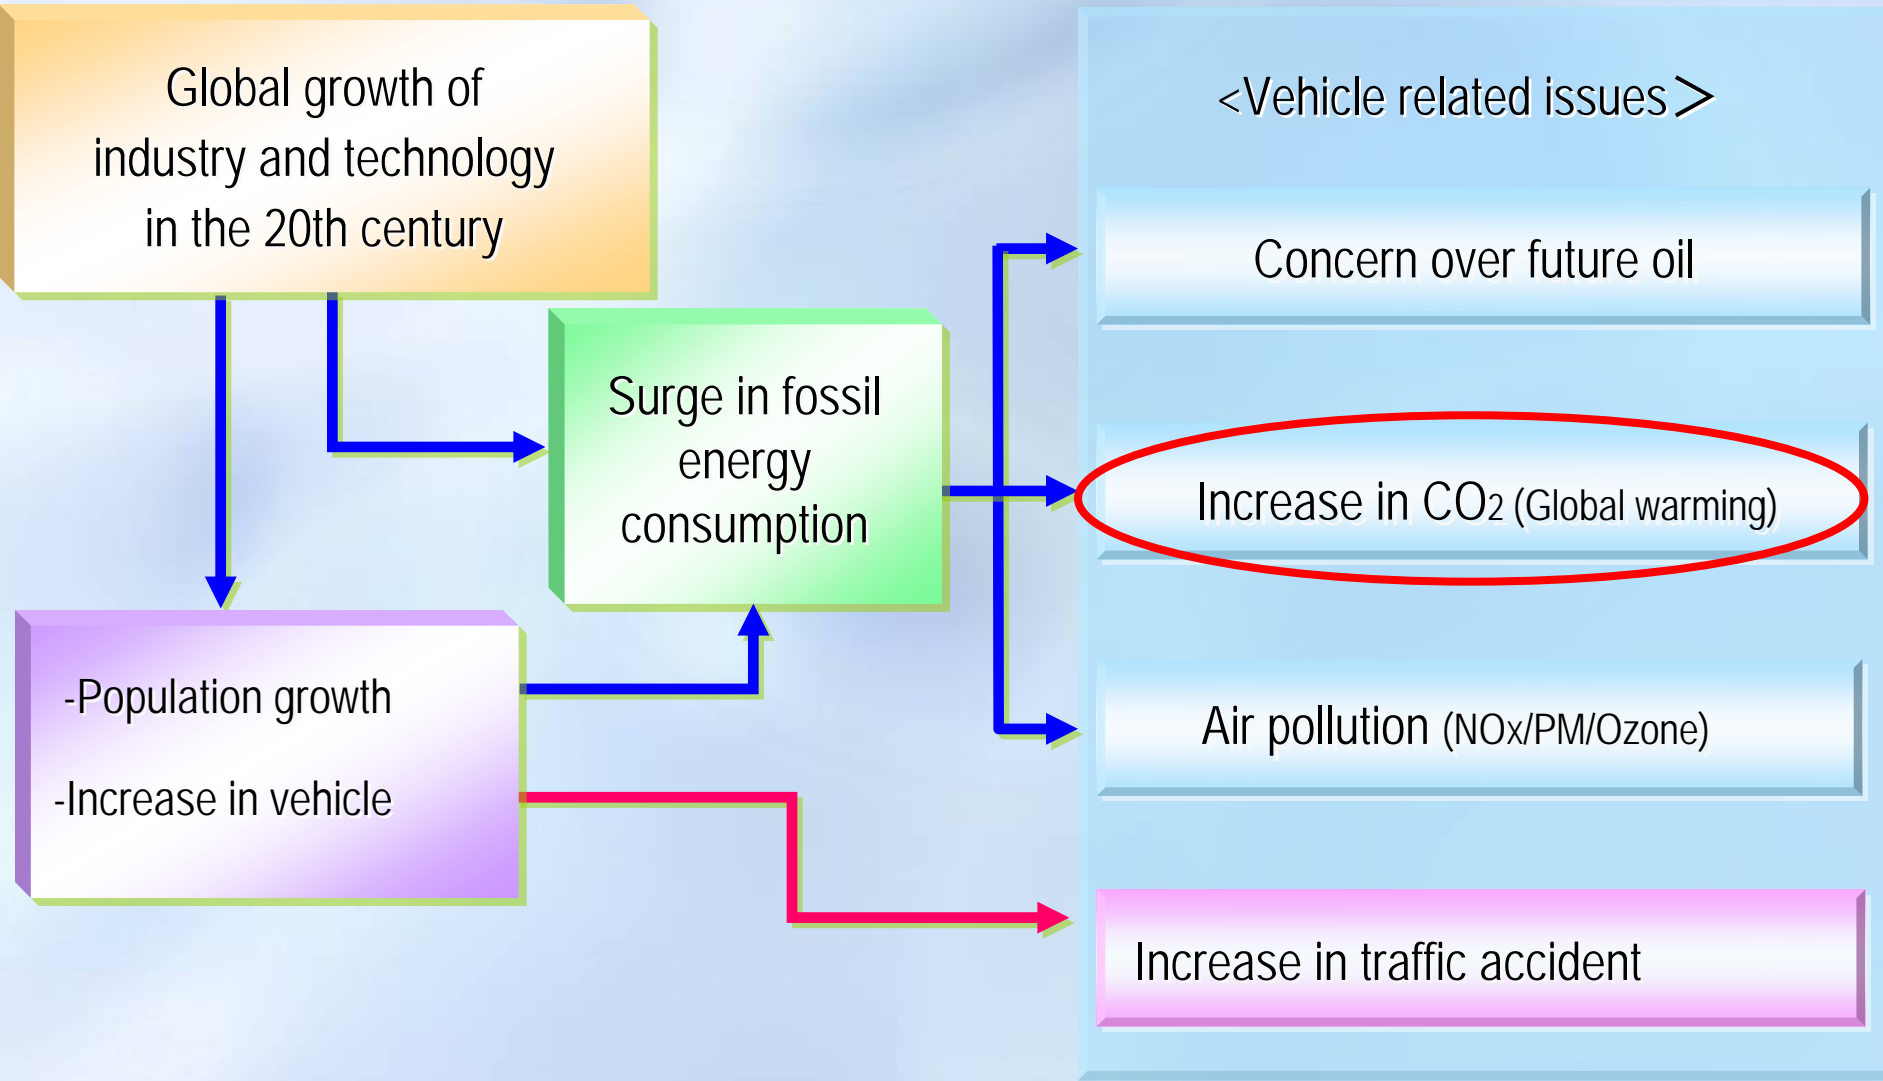 Global growth of
industry and technology
in the 20th century
Surge in fossil
energy
consumption
-Population growth
-Increase in vehicle
<Vehicle related issues＞
Concern over future oil
Increase in CO2 (Global warming)
Air pollution (NOx/PM/Ozone)
Increase in traffic accident